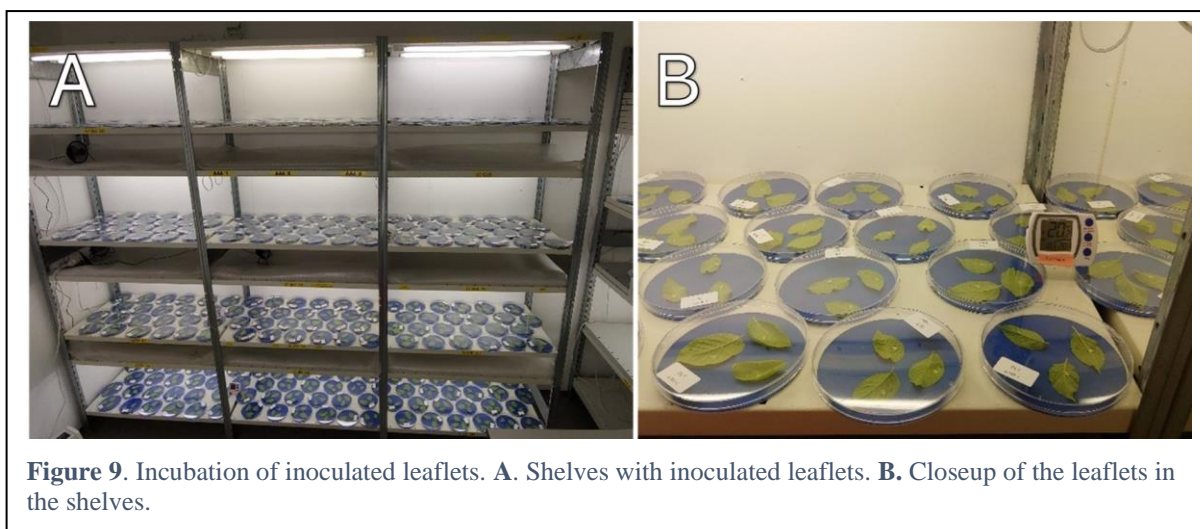 A
B
Figure 9. Incubation of inoculated leaflets. A. Shelves with inoculated leaflets. B. Closeup of the leaflets in
the shelves.